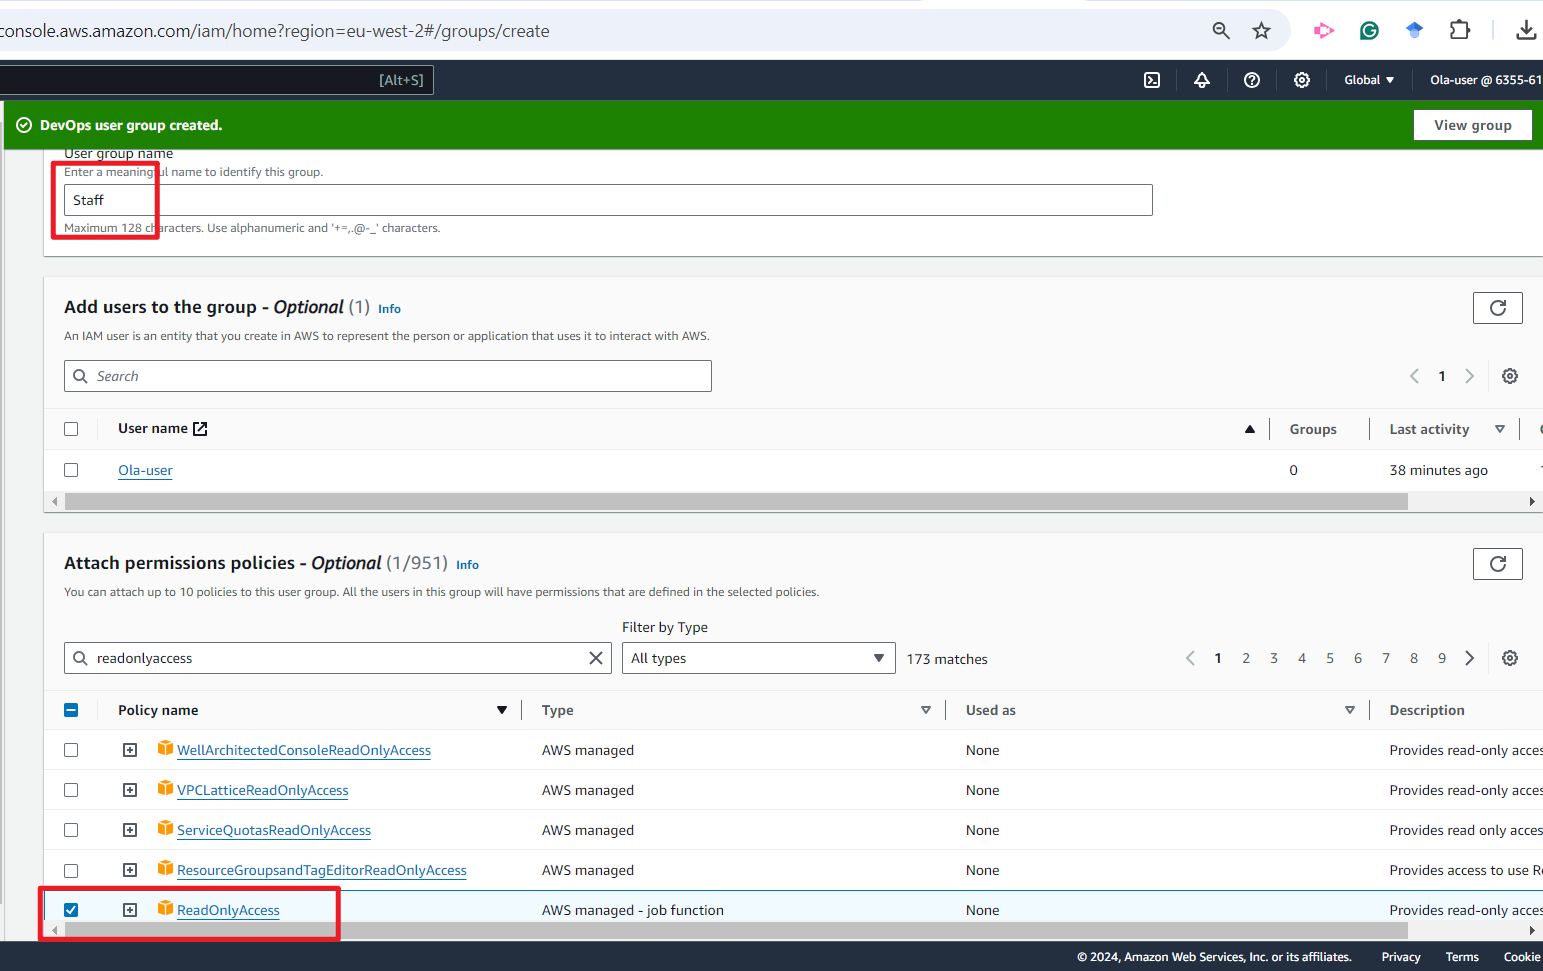 console.aws.amazon.com/iam/home?region=eu-west-2#/groups/create
[Alt+S]
Global
Ola-user @ 6355-61
DevOps user group created.
View group
User group name
Enter a meaningful name to identify this group.
Staff
Maximum 128 characters. Use alphanumeric and '+=,.@-_' characters.
Add users to the group - Optional (1) Info
An IAM user is an entity that you create in AWS to represent the person or application that uses it to interact with AWS.
Search
1
User name
Groups
Last activity
Ola-user
0
38 minutes ago
Attach permissions policies - Optional (1/951) Info
You can attach up to 10 policies to this user group. All the users in this group will have permissions that are defined in the selected policies.
Filter by Type
readonlyaccess
All types
173 matches
1 2 3 4 5 6 7 8 9
Policy name
Type
Used as
Description
WellArchitectedConsoleReadOnlyAccess
AWS managed
None
Provides read-only acce
VPCLatticeReadOnlyAccess
AWS managed
None
Provides read-only acce
ServiceQuotasReadOnlyAccess
AWS managed
None
Provides read only acce
ResourceGroupsandTagEditorReadOnlyAccess
AWS managed
None
Provides access to use R
ReadOnlyAccess
AWS managed - job function
None
Provides read-only acce
© 2024, Amazon Web Services, Inc. or its affiliates.
Privacy
Terms
Cookie